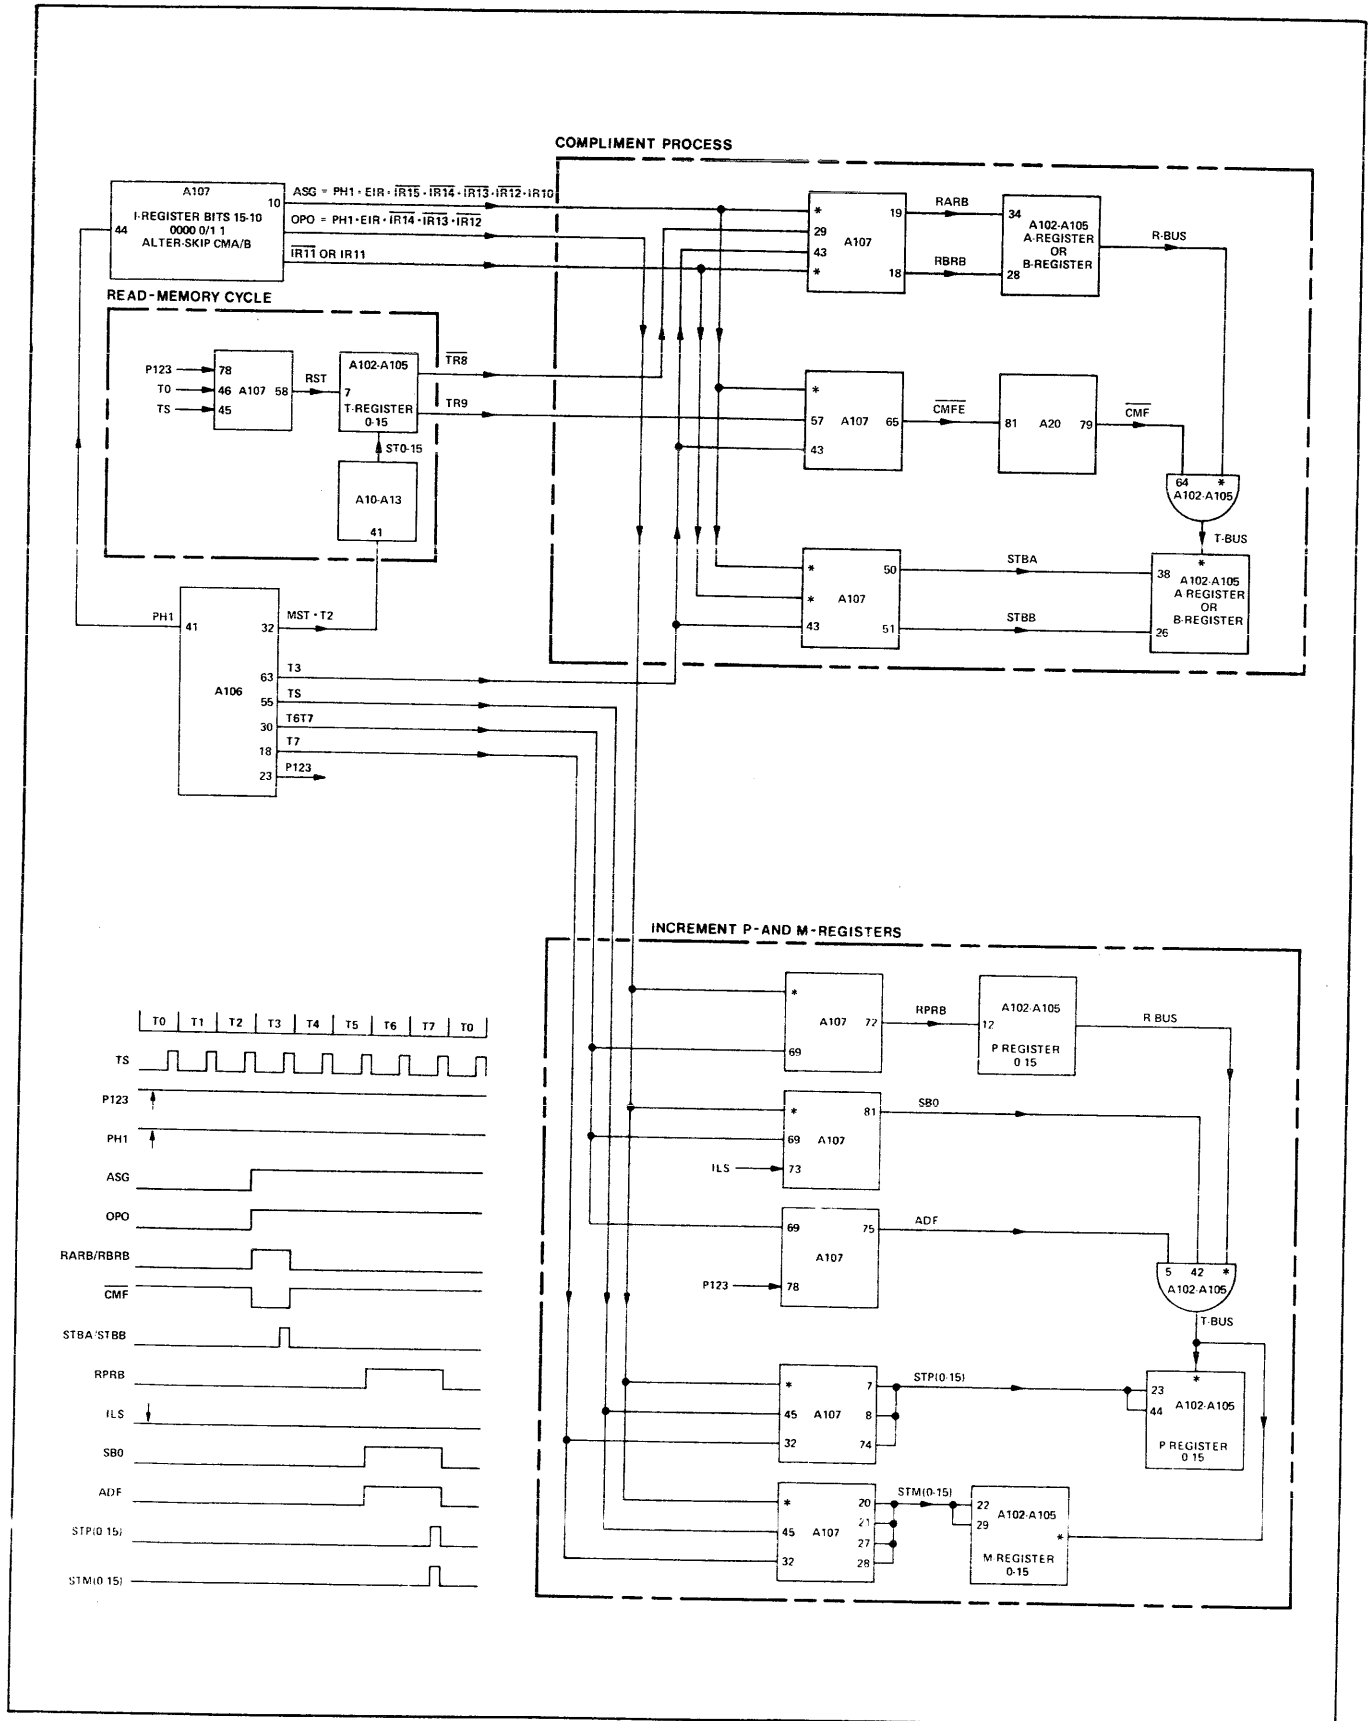 COMPLIMENT PROCESS
A107
10
I-REGISTER BITS 15-10
0000 0/1 1
ALTER-SKIP CMA/B
44
ASG = PH1·EIR·IR15·IR14·IR13·IR12·IR10
OPO = PH1·EIR·IR14·IR13·IR12
IR11 OR IR11
*
29
43
*
A107
19
18
RARB
RBRB
34
28
A102-A105
A-REGISTER
OR
B-REGISTER
R-BUS
READ-MEMORY CYCLE
P123
T0
TS
78
46
45
A107
58
RST
A102-A105
7
T-REGISTER
0-15
TR8
TR9
ST0-15
A10-A13
41
*
57
43
A107
65
CMFE
81
A20
79
CMF
64
*
A102-A105
T-BUS
*
*
43
A107
50
51
STBA
STBB
*
38
26
A102-A105
A REGISTER
OR
B-REGISTER
PH1
41
A106
32
63
55
30
18
23
MST·T2
T3
TS
T6T7
T7
P123
INCREMENT P-AND M-REGISTERS
*
69
A107
72
RPRB
12
A102-A105
P REGISTER
0 15
R BUS
*
69
73
ILS
A107
81
SB0
69
78
P123
A107
75
ADF
5
42
*
A102-A105
T-BUS
*
45
32
A107
7
8
74
STP(0-15)
*
23
44
A102-A105
P REGISTER
0 15
*
45
32
A107
20
21
27
28
STM(0-15)
22
29
A102-A105
*
M REGISTER
0-15
T0 T1 T2 T3 T4 T5 T6 T7 T0
TS
P123
PH1
ASG
OPO
RARB/RBRB
CMF
STBA/STBB
RPRB
ILS
SB0
ADF
STP(0 15)
STM(0 15)